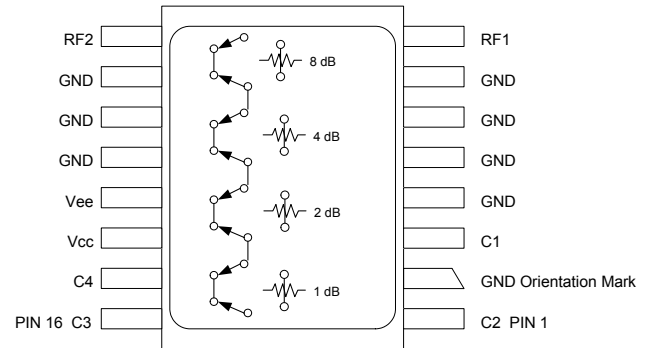 RF2 RF1
8 dB
GND GND
GND GND
4 dB
GND GND
Vee GND
2 dB
Vcc C1
C4 GND Orientation Mark
1 dB
PIN 16 C3 C2 PIN 1